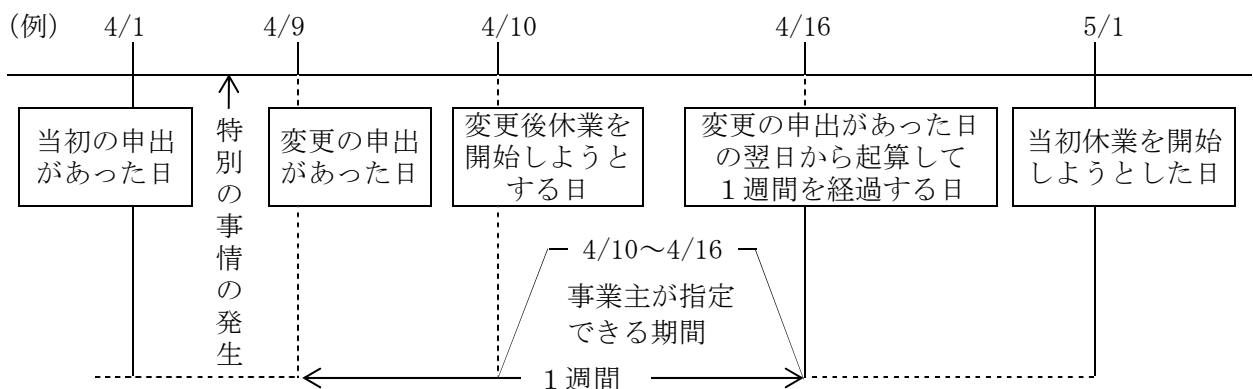 (例) 4/1 4/9 4/10 4/16 5/1
当初の申出
があった日
特別の事情の発生
変更の申出
があった日
変更後休業を
開始しようと
する日
変更の申出があった日
の翌日から起算して
１週間を経過する日
当初休業を開始
しようとした日
4/10～4/16
事業主が指定
できる期間
１週間